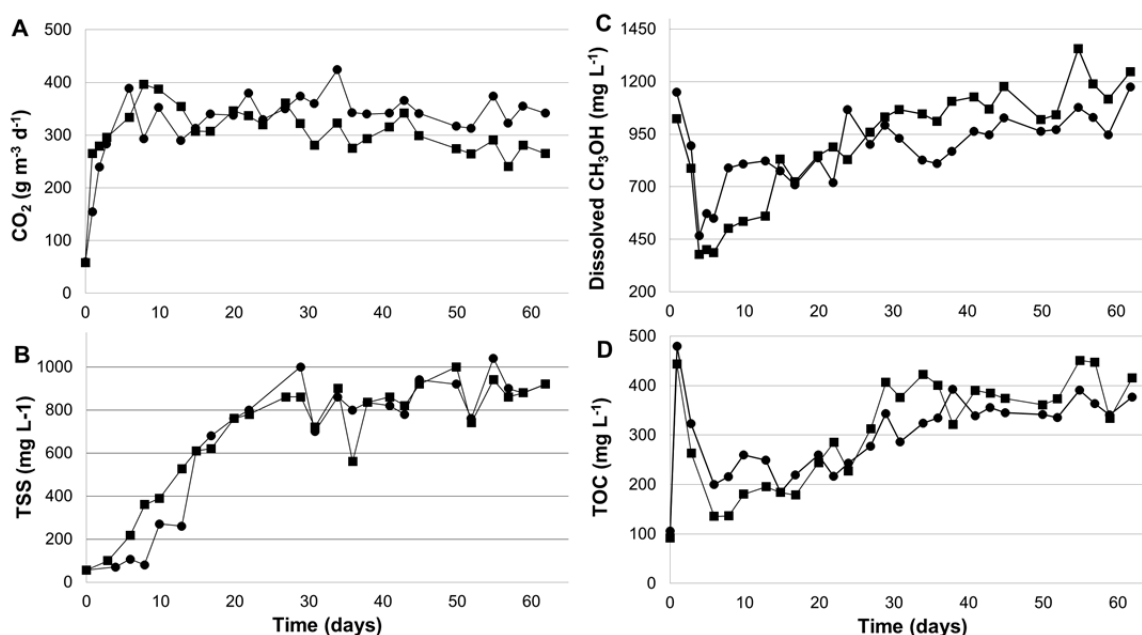 A
CO₂ (g m⁻³ d⁻¹)
500
400
300
200
100
0
0 10 20 30 40 50 60
B
TSS (mg L-1)
1000
800
600
400
200
0
0 10 20 30 40 50 60
Time (days)
C
Dissolved CH₃OH (mg L⁻¹)
1450
1200
950
700
450
200
0 10 20 30 40 50 60
D
TOC (mg L⁻¹)
500
400
300
200
100
0
0 10 20 30 40 50 60
Time (days)